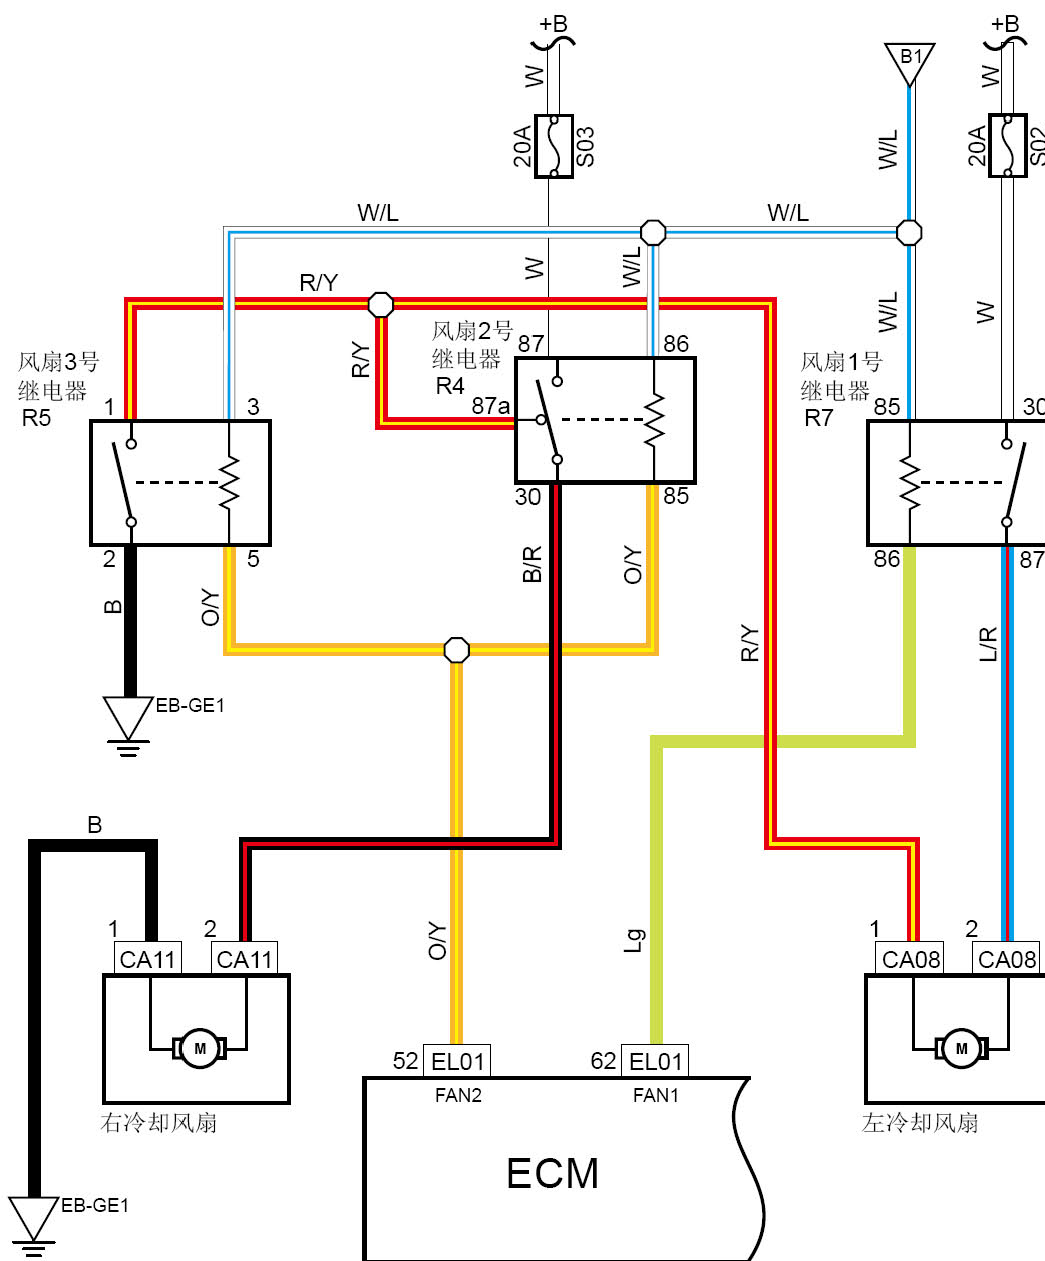 +B
+B
W
B1
W
20A
S03
W/L
20A
S02
W/L
W/L
W
W/L
R/Y
W/L
W
风扇2号
继电器
R4
87
86
R/Y
风扇3号
继电器
R5
风扇1号
继电器
R7
1
3
87a
85
30
30
85
2
5
86
87
B
O/Y
B/R
O/Y
R/Y
L/R
EB-GE1
B
O/Y
Lg
1
2
1
2
CA11
CA11
CA08
CA08
M
M
52
EL01
62
EL01
FAN2
FAN1
右冷却风扇
左冷却风扇
ECM
EB-GE1